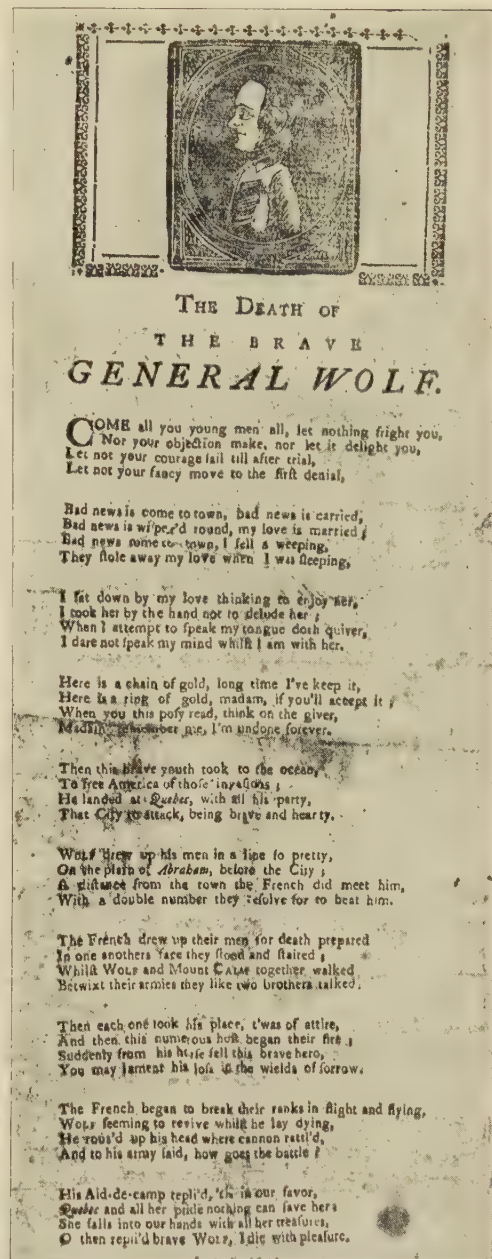 THE DEATH OF
THE BRAVE
GENERAL WOLF.
COME all you young men all, let nothing fright you,
Nor your objection make, nor let it delight you,
Let not your courage fail till after trial,
Let not your fancy move to the first denial,
Bad news is come to town, bad news is carried,
Bad news is round, my love is married;
Bad news come to town, I fell a weeping,
They stole away my love when I was sleeping,
I sat down by my love thinking to enjoy her,
I took her by the hand not to delude her;
When I attempt to speak my tongue doth quiver,
I dare not speak my mind whilst I am with her.
Here is a chain of gold, long time I've keep it,
Here is a ring of gold, madam, if you'll accept it;
When you this posy read, think on the giver,
Madam, remember me, I'm undone forever.
Then this brave youth took to the ocean,
To free America of those invasions;
He landed at Quebec, with all his party,
That City to attack, being brave and hearty.
WOLF drew up his men in a line so pretty,
On the plain of Abraham, before the City;
A distance from the town the French did meet him,
With a double number they resolve for to beat him.
The French drew up their men for death prepared
In one anothers face they stood and staired;
Whilst WOLF and Mount CALM together walked
Betwixt their armies they like two brothers talked.
Then each one took his place, t'was of attire,
And then this numerous host began their fire;
Suddenly from his horse fell this brave hero,
You may lament his loss in the wields of sorrow.
The French began to break their ranks in flight and flying,
WOLF seeming to revive whilst he lay dying,
He rous'd up his head where cannon rattl'd,
And to his army said, how goes the battle?
His Aid-de-camp repli'd, 'tis in our favor,
Quebec and all her pride nothing can save her;
She falls into our hands with all her treasures,
O then repli'd brave WOLF, I die with pleasure.